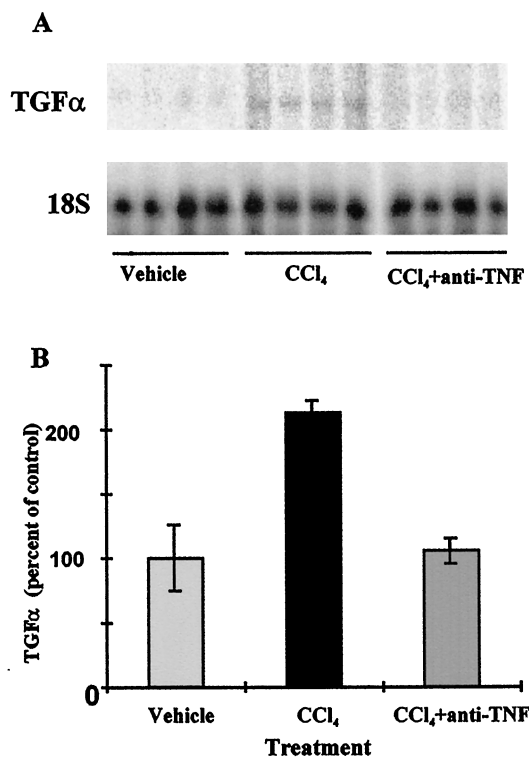 A
TGFα
18S
Vehicle CCl₄ CCl₄+anti-TNF
B
TGFα (percent of control)
200
100
0
Vehicle CCl₄ CCl₄+anti-TNF
Treatment